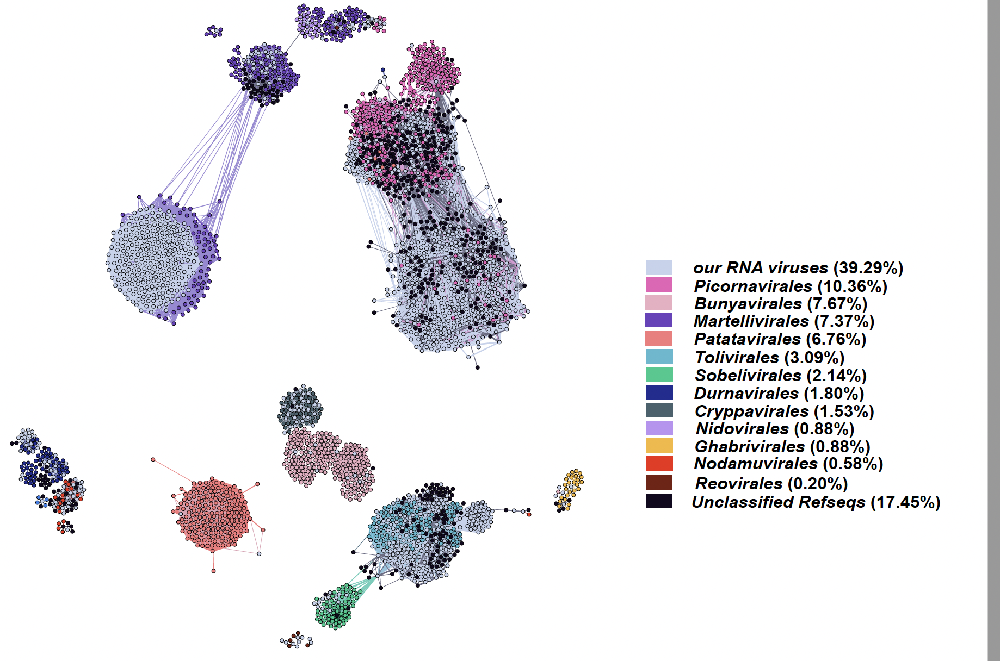 our RNA viruses (39.29%)
Picornavirales (10.36%)
Bunyavirales (7.67%)
Martellivirales (7.37%)
Patatavirales (6.76%)
Tolivirales (3.09%)
Sobelivirales (2.14%)
Durnavirales (1.80%)
Cryppavirales (1.53%)
Nidovirales (0.88%)
Ghabrivirales (0.88%)
Nodamuvirales (0.58%)
Reovirales (0.20%)
Unclassified Refseqs (17.45%)